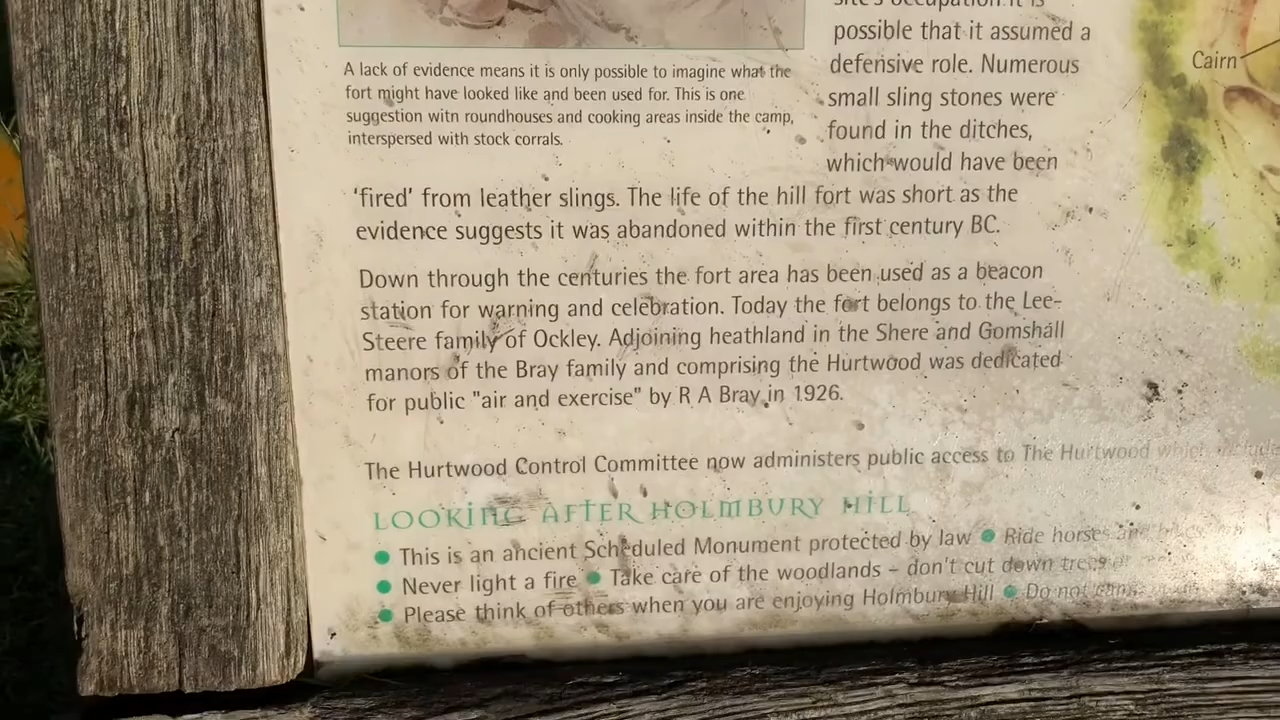 A lack of evidence means it is only possible to imagine what the
fort might have looked like and been used for. This is one
suggestion with roundhouses and cooking areas inside the camp,
interspersed with stock corrals.
site's occupation it is
possible that it assumed a
defensive role. Numerous
small sling stones were
found in the ditches,
which would have been
'fired' from leather slings. The life of the hill fort was short as the
evidence suggests it was abandoned within the first century BC.
Down through the centuries the fort area has been used as a beacon
station for warning and celebration. Today the fort belongs to the Lee-
Steere family of Ockley. Adjoining heathland in the Shere and Gomshall
manors of the Bray family and comprising the Hurtwood was dedicated
for public "air and exercise" by R A Bray in 1926.
The Hurtwood Control Committee now administers public access to The Hurtwood which
LOOKING AFTER HOLMBURY HILL
• This is an ancient Scheduled Monument protected by law • Ride horses and
• Never light a fire • Take care of the woodlands – don't cut down trees
• Please think of others when you are enjoying Holmbury Hill • Do not
Cairn